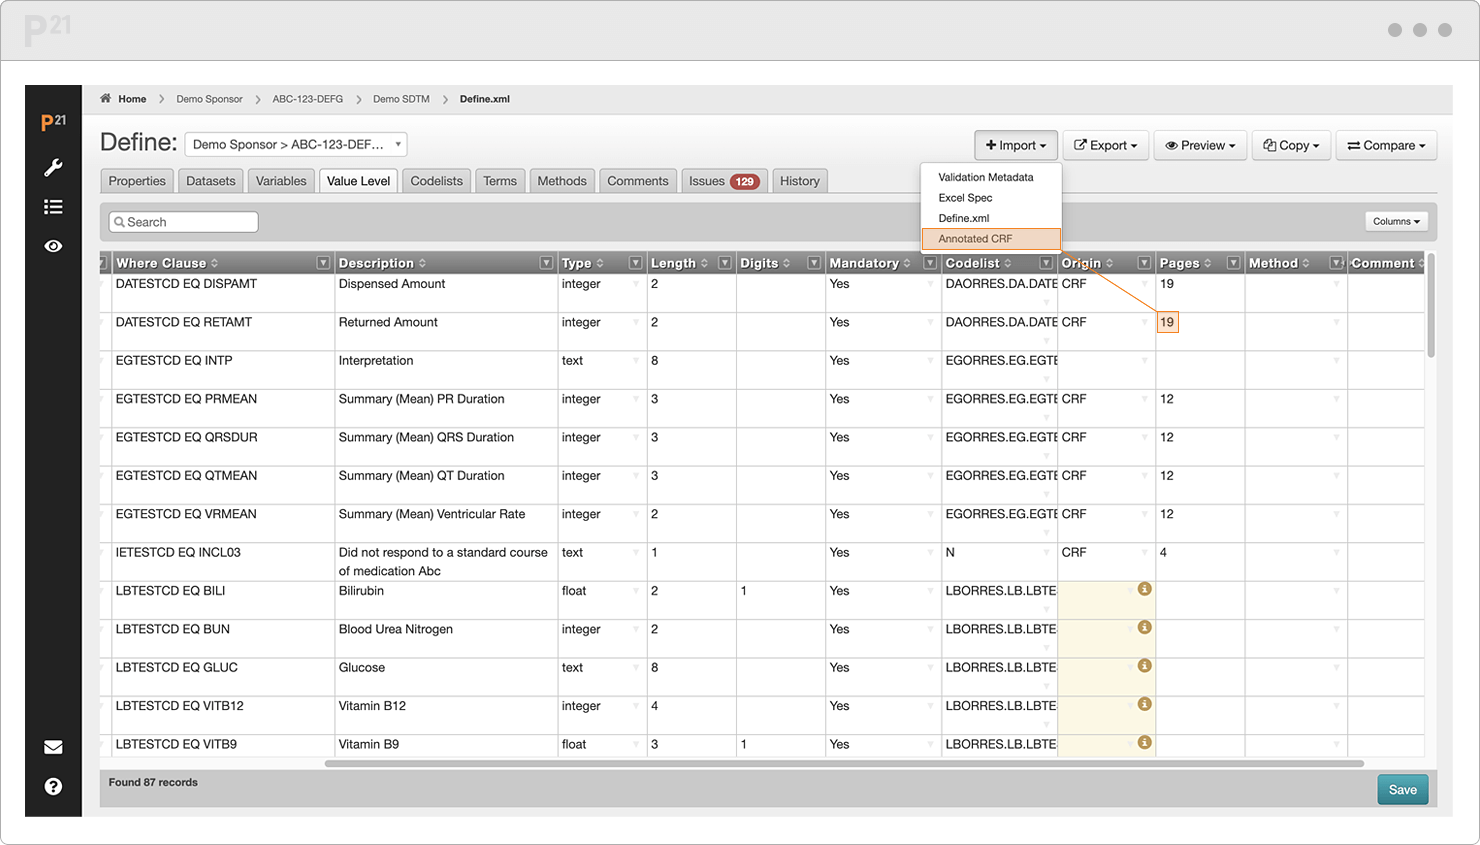 P21
P21
Home Demo Sponsor ABC-123-DEFG Demo SDTM Define.xml
Define: Demo Sponsor > ABC-123-DEF... Import Export Preview Copy Compare
Properties Datasets Variables Value Level Codelists Terms Methods Comments Issues 129 History
Validation Metadata
Excel Spec
Define.xml
Annotated CRF
Search Columns
Where Clause Description Type Length Digits Mandatory Codelist Origin Pages Method Comment
DATESTCD EQ DISPAMT Dispensed Amount integer 2 Yes DAORRES.DA.DATE CRF 19
DATESTCD EQ RETAMT Returned Amount integer 2 Yes DAORRES.DA.DATE CRF 19
EGTESTCD EQ INTP Interpretation text 8 Yes EGORRES.EG.EGTE
EGTESTCD EQ PRMEAN Summary (Mean) PR Duration integer 3 Yes EGORRES.EG.EGTE CRF 12
EGTESTCD EQ QRSDUR Summary (Mean) QRS Duration integer 3 Yes EGORRES.EG.EGTE CRF 12
EGTESTCD EQ QTMEAN Summary (Mean) QT Duration integer 3 Yes EGORRES.EG.EGTE CRF 12
EGTESTCD EQ VRMEAN Summary (Mean) Ventricular Rate integer 2 Yes EGORRES.EG.EGTE CRF 12
IETESTCD EQ INCL03 Did not respond to a standard course text 1 Yes N CRF 4
of medication Abc
LBTESTCD EQ BILI Bilirubin float 2 1 Yes LBORRES.LB.LBTE
LBTESTCD EQ BUN Blood Urea Nitrogen integer 2 Yes LBORRES.LB.LBTE
LBTESTCD EQ GLUC Glucose text 8 Yes LBORRES.LB.LBTE
LBTESTCD EQ VITB12 Vitamin B12 integer 4 Yes LBORRES.LB.LBTE
LBTESTCD EQ VITB9 Vitamin B9 float 3 1 Yes LBORRES.LB.LBTE
Found 87 records
Save